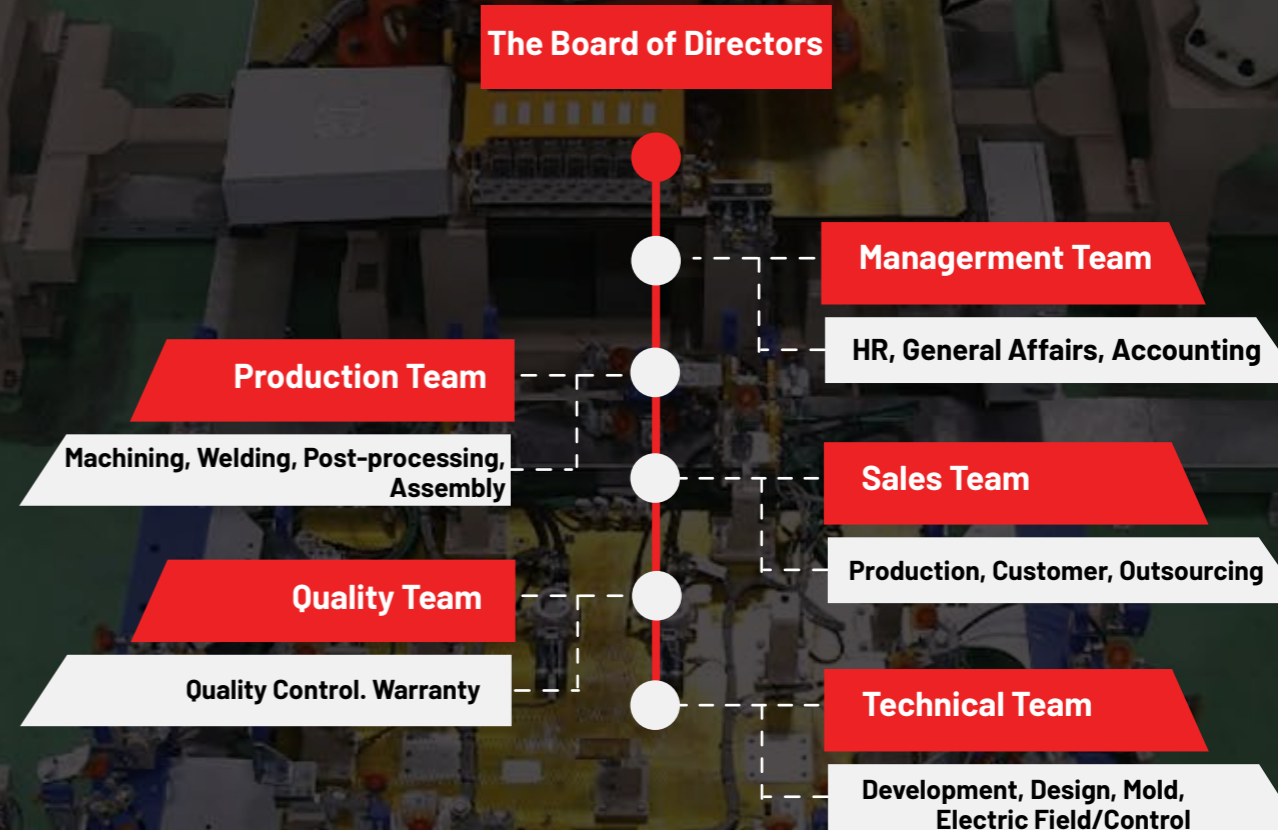 The Board of Directors
Managerment Team
HR, General Affairs, Accounting
Production Team
Machining, Welding, Post-processing,
Assembly
Sales Team
Production, Customer, Outsourcing
Quality Team
Quality Control. Warranty
Technical Team
Development, Design, Mold,
Electric Field/Control